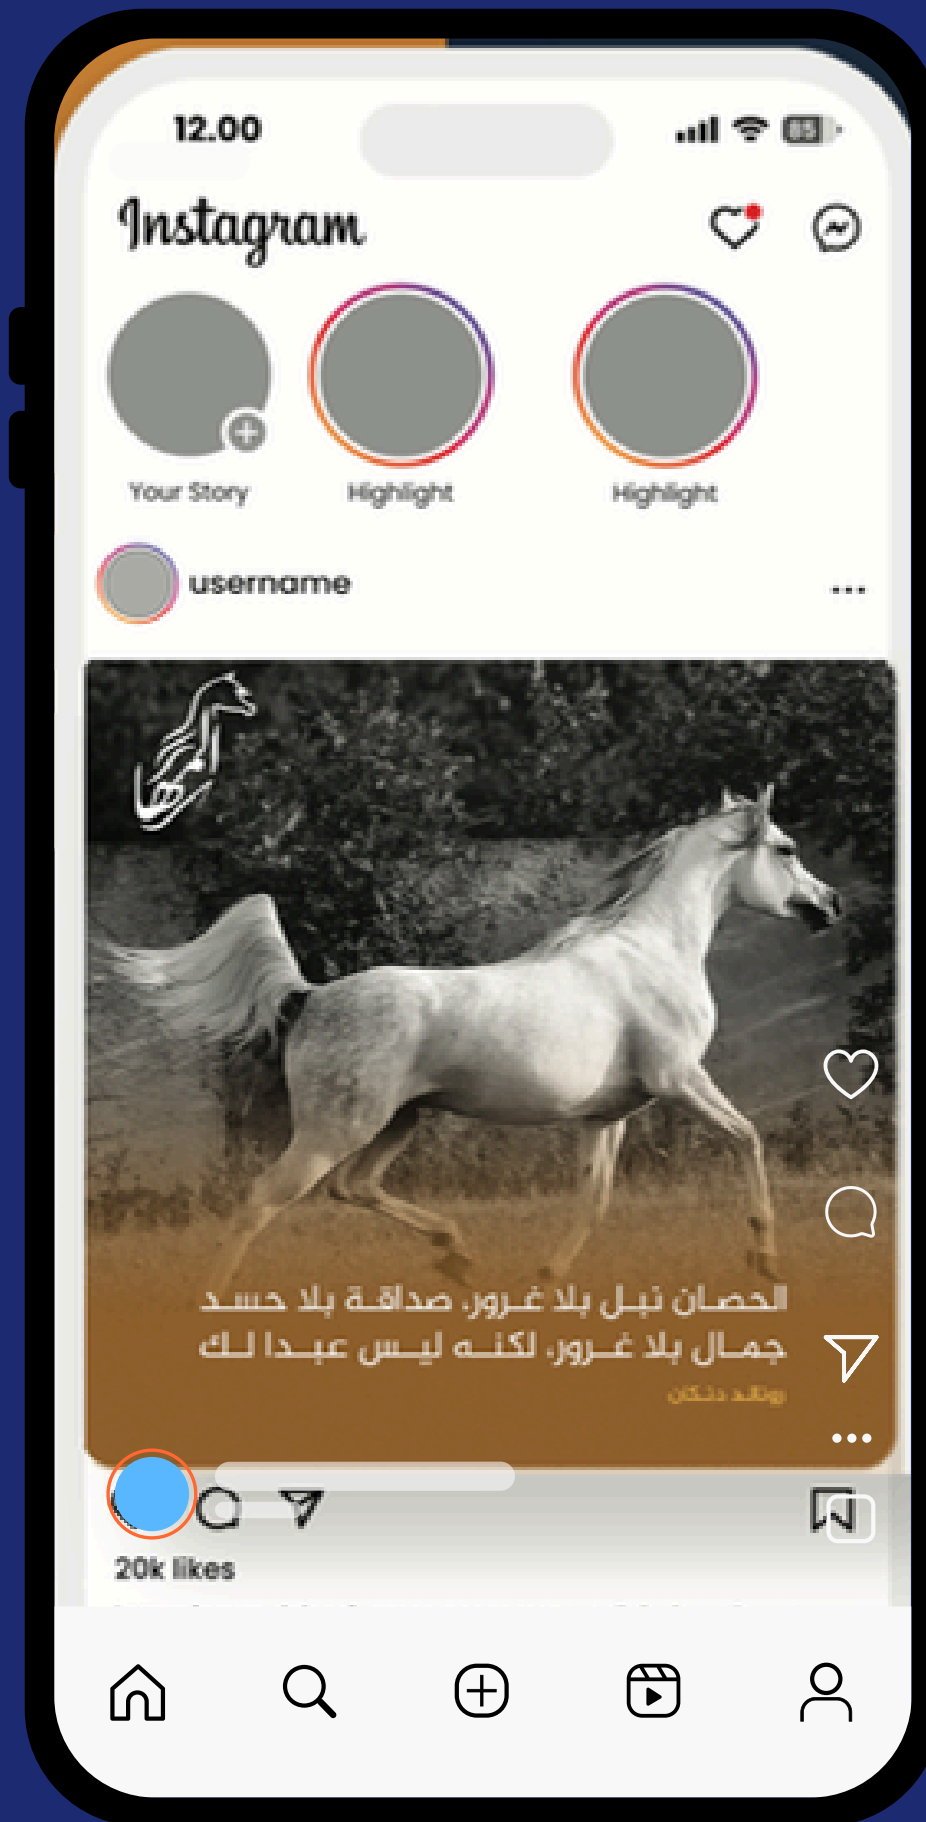 12.00
85
Instagram
Your Story
Highlight
Highlight
username
الحصان نبل بلا غرور، صداقة بلا حسد
جمال بلا غرور، لكنه ليس عبدا لك
رونالد دنكان
20k likes